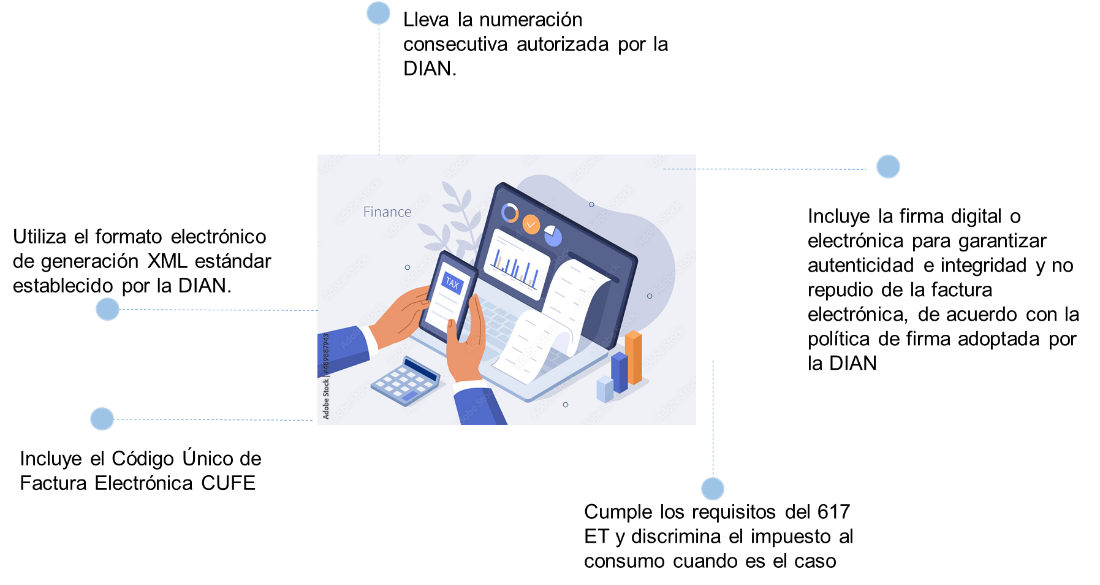 Lleva la numeración
consecutiva autorizada por la
DIAN.
Finance
TAX
Utiliza el formato electrónico
de generación XML estándar
establecido por la DIAN.
Incluye la firma digital o
electrónica para garantizar
autenticidad e integridad y no
repudio de la factura
electrónica, de acuerdo con la
política de firma adoptada por
la DIAN
Incluye el Código Único de
Factura Electrónica CUFE
Cumple los requisitos del 617
ET y discrimina el impuesto al
consumo cuando es el caso